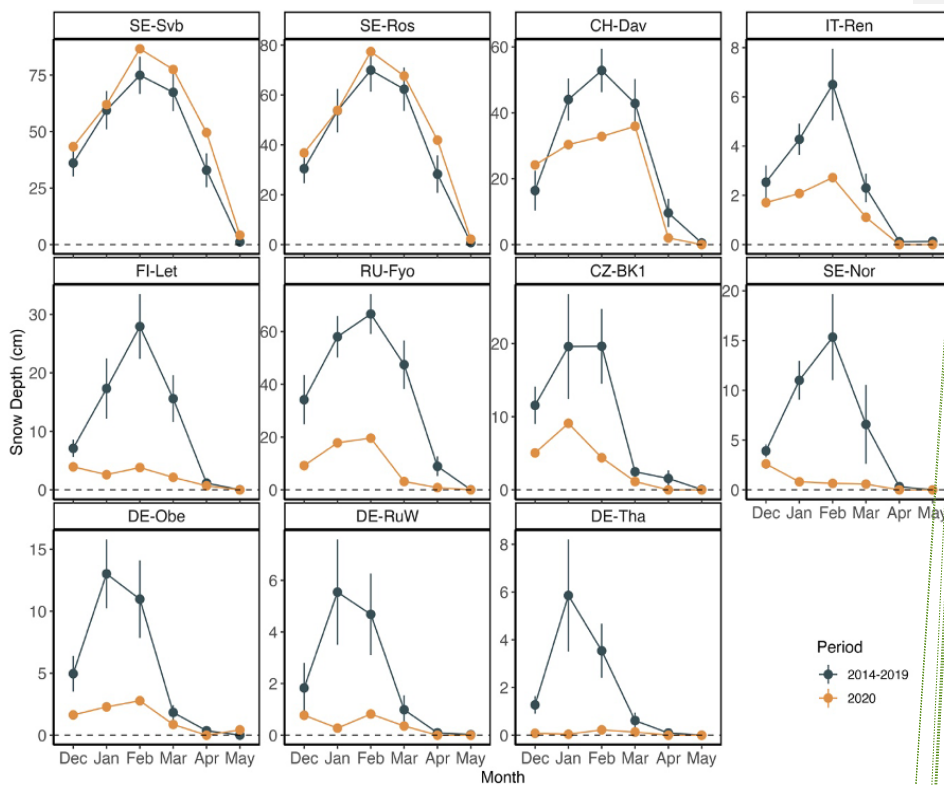 SE-Svb SE-Ros CH-Dav IT-Ren
75 50 25 0
80 60 40 20 0
60 40 20 0
8 6 4 2 0
FI-Let RU-Fyo CZ-BK1 SE-Nor
30 20 10 0
60 40 20 0
20 10 0
20 15 10 5 0
Dec Jan Feb Mar Apr May
Snow Depth (cm)
DE-Obe DE-RuW DE-Tha
15 10 5 0
6 4 2 0
8 6 4 2 0
Dec Jan Feb Mar Apr May Dec Jan Feb Mar Apr May Dec Jan Feb Mar Apr May
Month
Period
2014-2019
2020